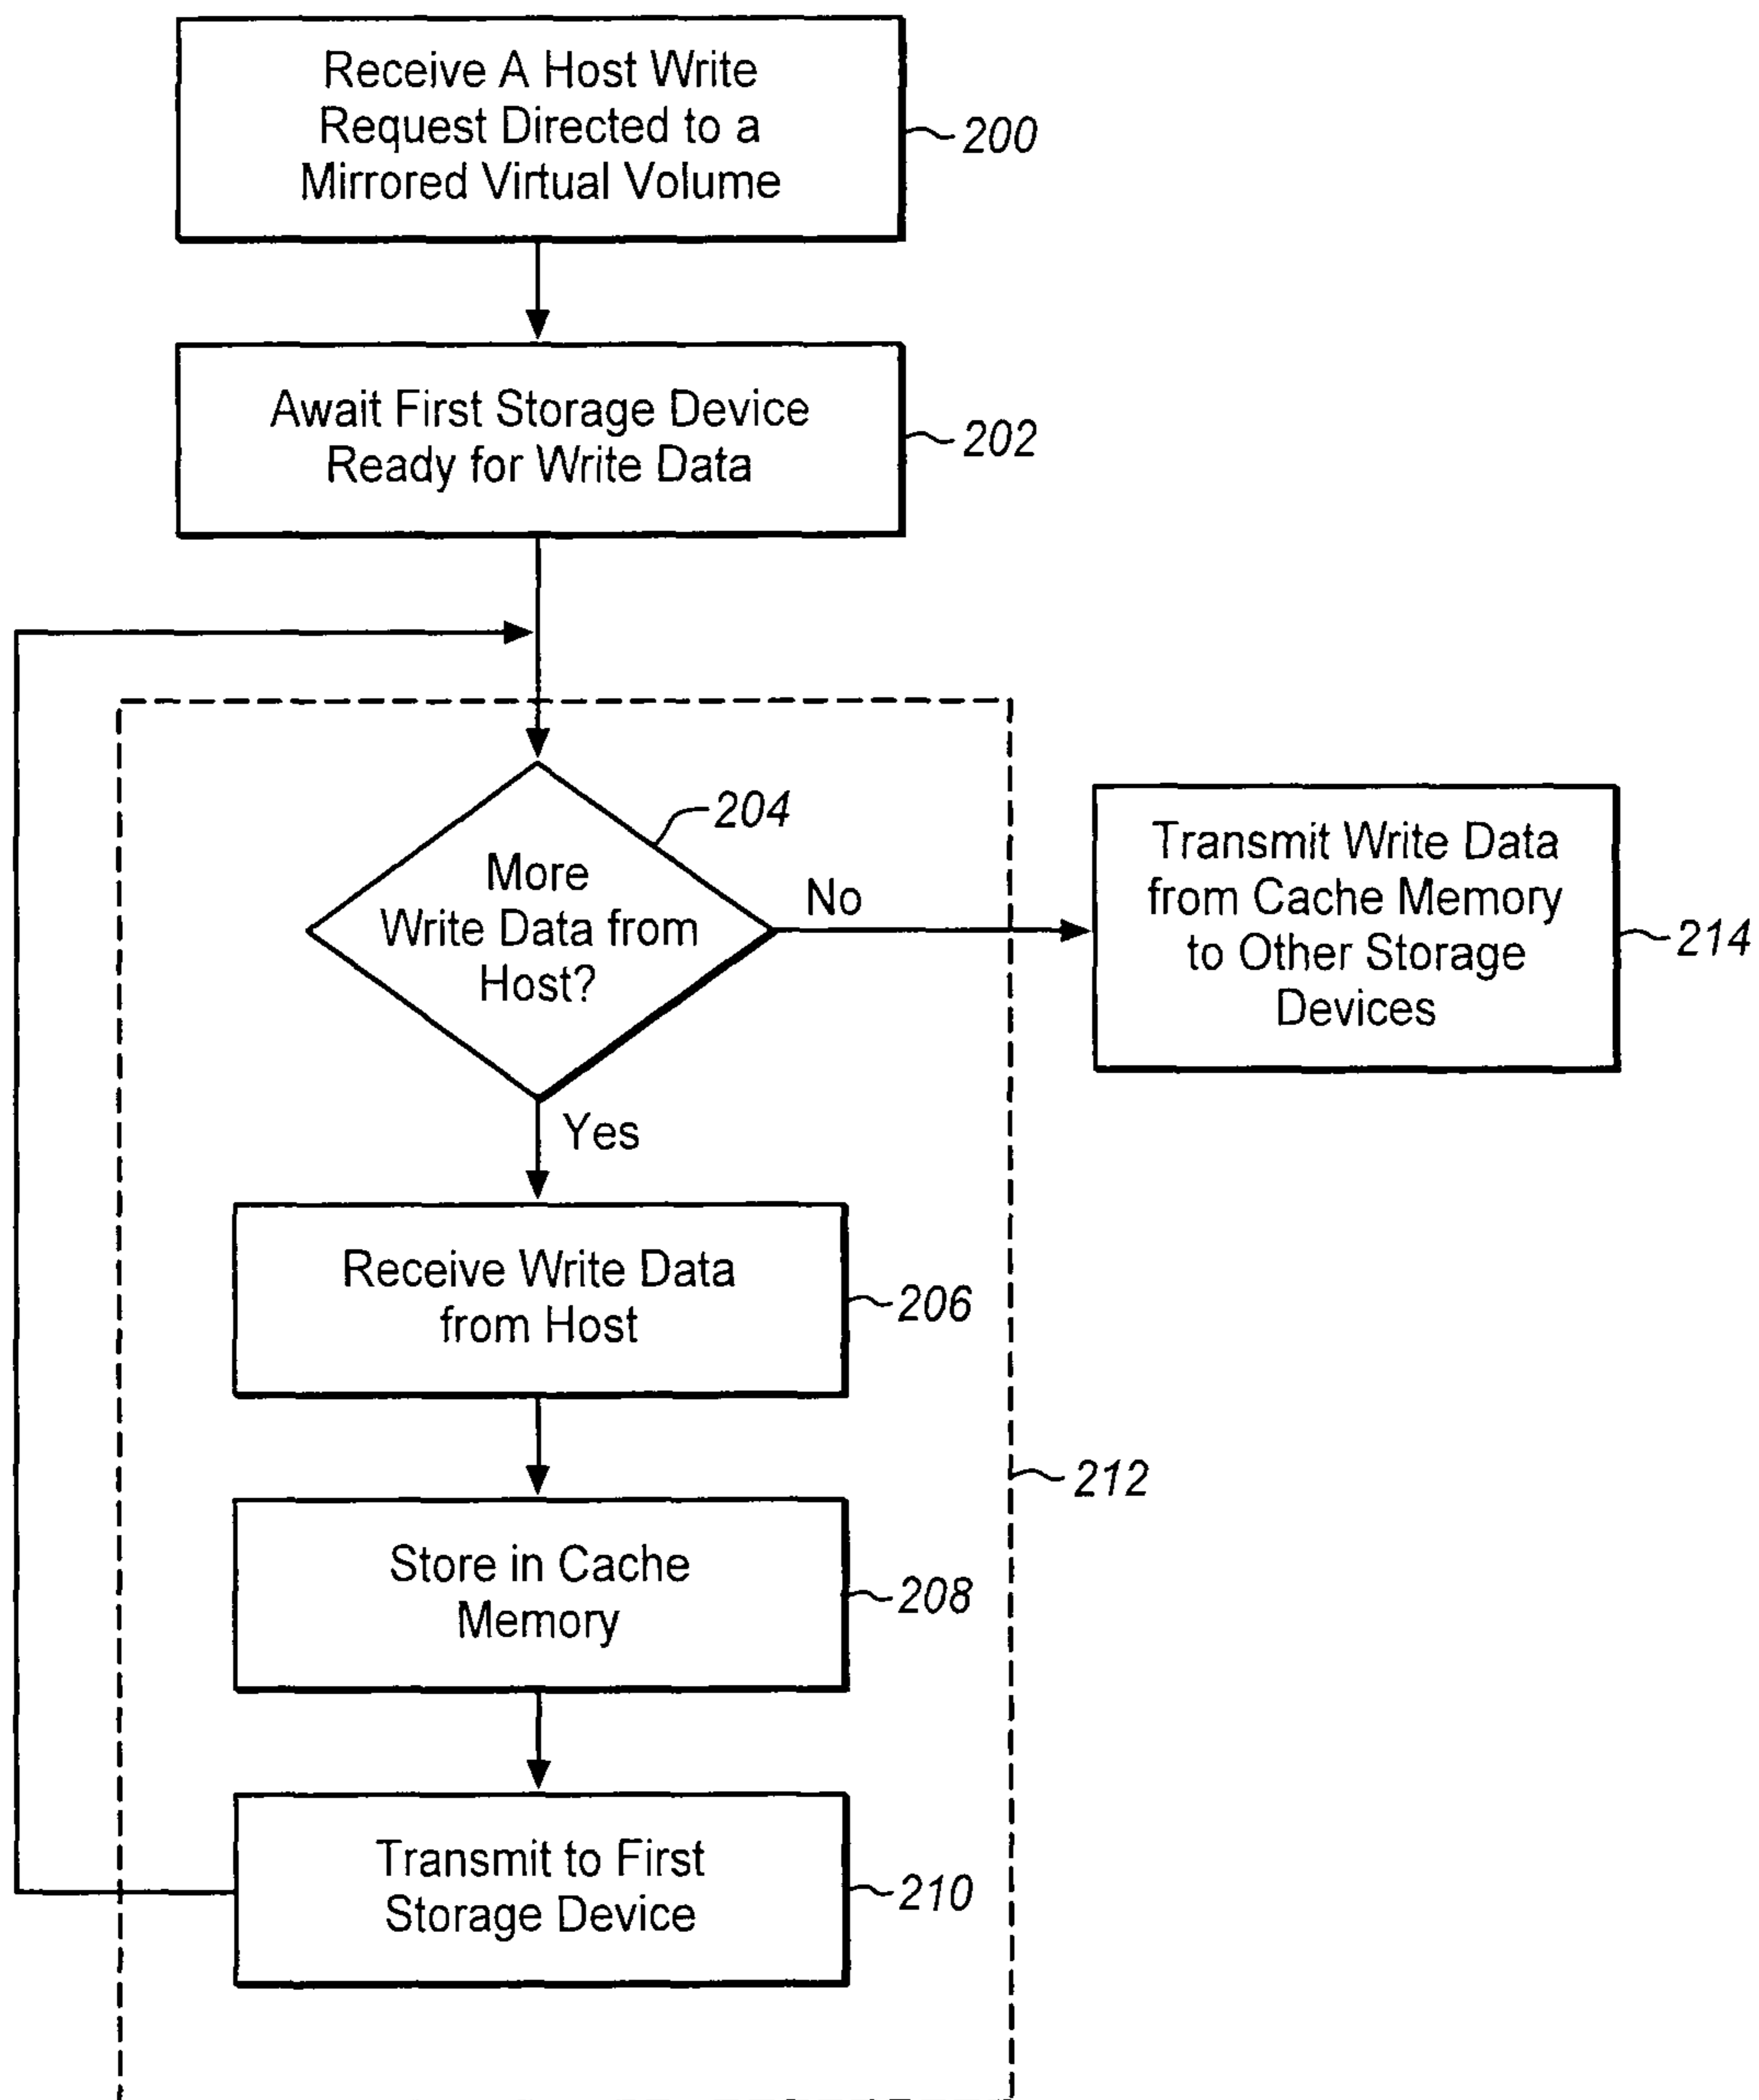 Receive A Host Write
Request Directed to a
Mirrored Virtual Volume
200
Await First Storage Device
Ready for Write Data
202
204
More
Write Data from
Host?
No
Yes
Transmit Write Data
from Cache Memory
to Other Storage
Devices
214
Receive Write Data
from Host
206
212
Store in Cache
Memory
208
Transmit to First
Storage Device
210